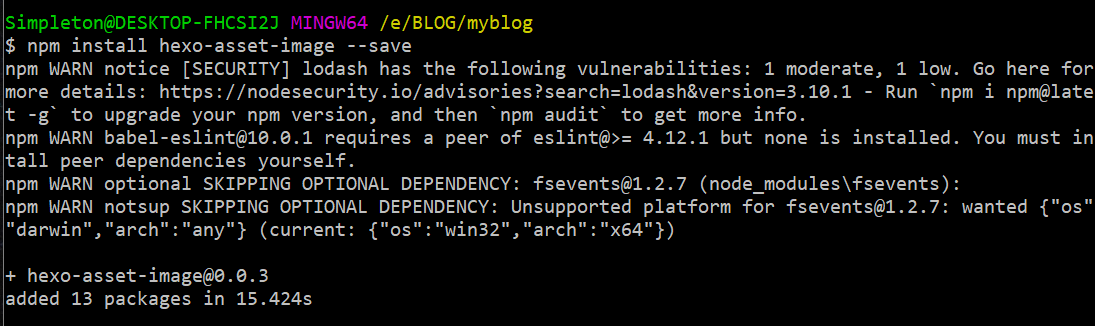 Simpleton@DESKTOP-FHCSI2J MINGW64 /e/BLOG/myblog
$ npm install hexo-asset-image --save
npm WARN notice [SECURITY] lodash has the following vulnerabilities: 1 moderate, 1 low. Go here for
more details: https://nodesecurity.io/advisories?search=lodash&version=3.10.1 - Run `npm i npm@late
t -g` to upgrade your npm version, and then `npm audit` to get more info.
npm WARN babel-eslint@10.0.1 requires a peer of eslint@>= 4.12.1 but none is installed. You must in
tall peer dependencies yourself.
npm WARN optional SKIPPING OPTIONAL DEPENDENCY: fsevents@1.2.7 (node_modules\fsevents):
npm WARN notsup SKIPPING OPTIONAL DEPENDENCY: Unsupported platform for fsevents@1.2.7: wanted {"os"
"darwin","arch":"any"} (current: {"os":"win32","arch":"x64"})
+ hexo-asset-image@0.0.3
added 13 packages in 15.424s